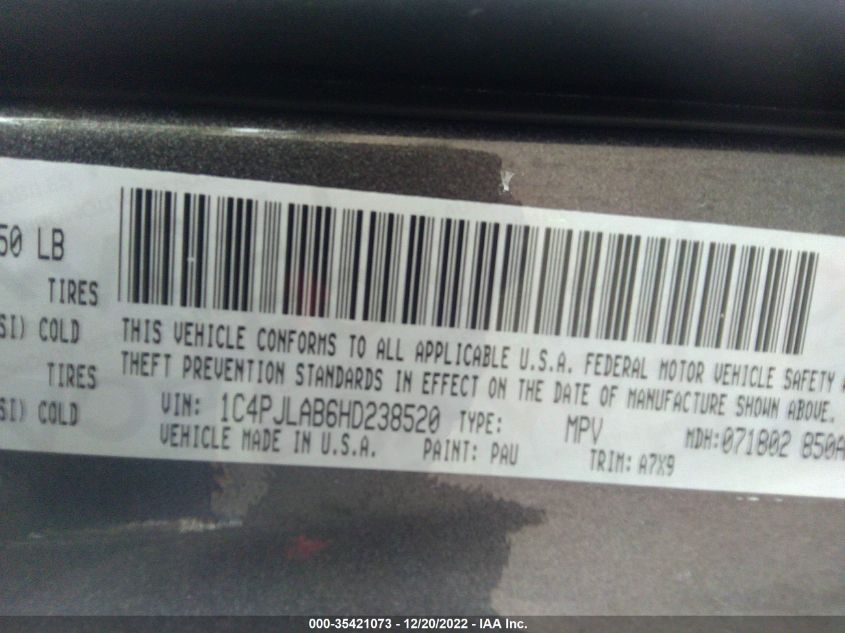 50 LB
TIRES
SI) COLD
TIRES
SI) COLD
THIS VEHICLE CONFORMS TO ALL APPLICABLE U.S.A. FEDERAL MOTOR VEHICLE SAFETY
THEFT PREVENTION STANDARDS IN EFFECT ON THE DATE OF MANUFACTURE SHOWN ABOVE.
VIN: 1C4PJLAB6HD238520 TYPE: MPV MDH:071802 850A
VEHICLE MADE IN U.S.A. PAINT: PAU TRIM: A7X9
000-35421073 - 12/20/2022 - IAA Inc.